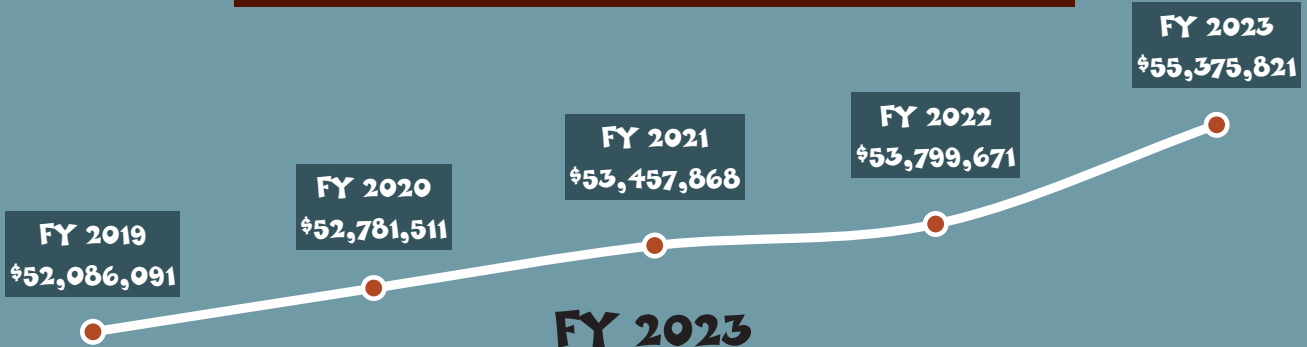 FY 2019
$52,086,091
FY 2020
$52,781,511
FY 2021
$53,457,868
FY 2022
$53,799,671
FY 2023
$55,375,821
FY 2023